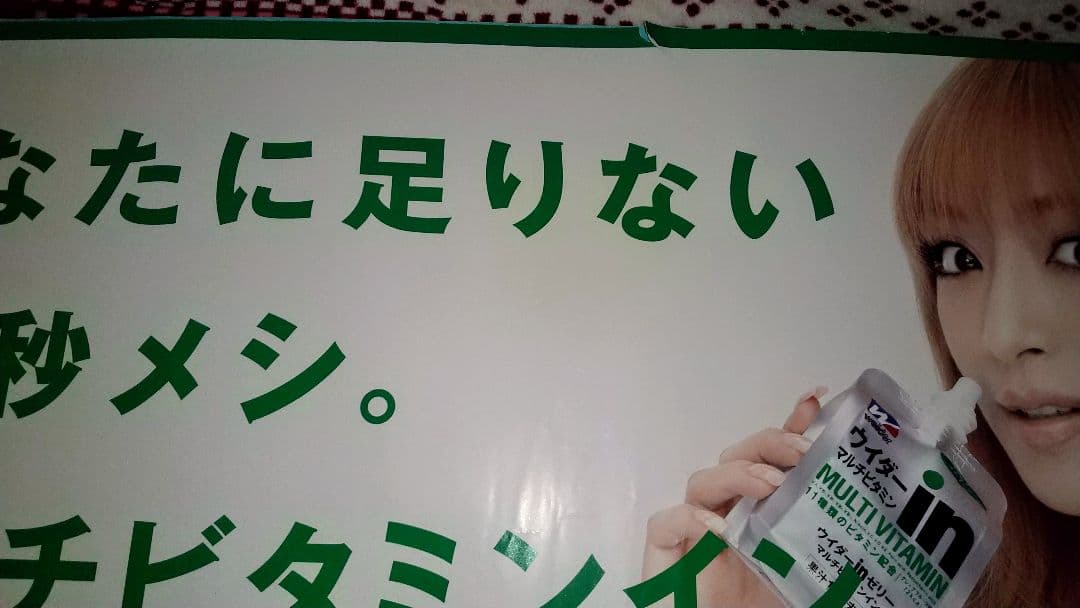 なたに足りない
秒メシ。
チビタミンイン
ウイダー
マルチビタミン
in
MULTI VITAMIN
11種類のビタミン配合
ウイダーinゼリー